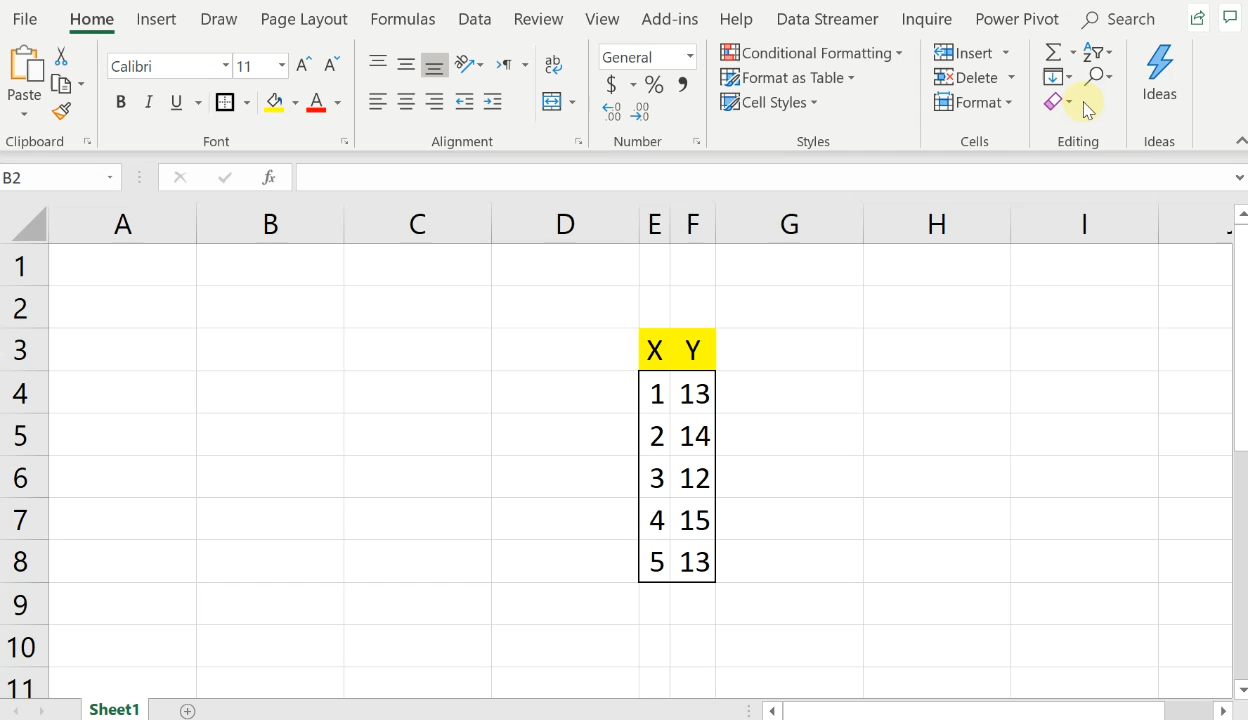 File Home Insert Draw Page Layout Formulas Data Review View Add-ins Help Data Streamer Inquire Power Pivot Search
Paste
Calibri 11
B I U A
General
$ % 9
Conditional Formatting
Format as Table
Cell Styles
Insert
Delete
Format
Ideas
Clipboard Font Alignment Number Styles Cells Editing Ideas
B2 fx
A B C D E F G H I J
1
2
3 X Y
4 1 13
5 2 14
6 3 12
7 4 15
8 5 13
9
10
11
Sheet1